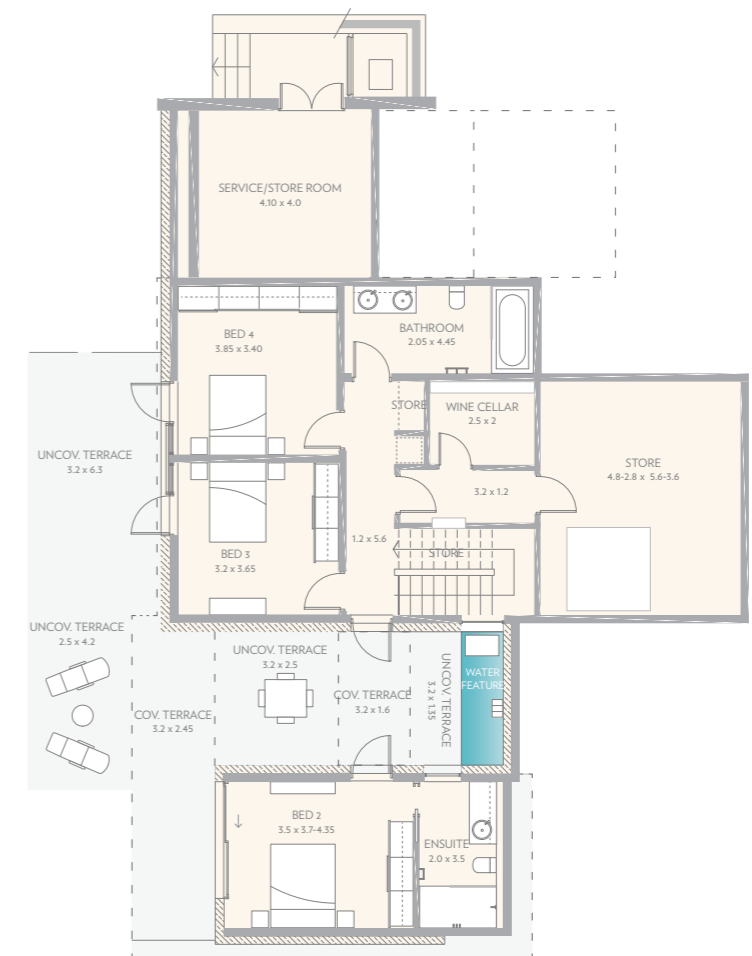 SERVICE/STORE ROOM
4.10 x 4.0
BED 4
3.85 x 3.40
BATHROOM
2.05 x 4.45
STORE
WINE CELLAR
2.5 x 2
UNCOV. TERRACE
3.2 x 6.3
STORE
4.8-2.8 x 5.6-3.6
3.2 x 1.2
BED 3
3.2 x 3.65
1.2 x 5.6
STORE
UNCOV. TERRACE
2.5 x 4.2
UNCOV. TERRACE
3.2 x 2.5
COV. TERRACE
3.2 x 1.6
UNCOV. TERRACE
3.2 x 1.35
WATER
FEATURE
COV. TERRACE
3.2 x 2.45
BED 2
3.5 x 3.7-4.35
ENSUITE
2.0 x 3.5